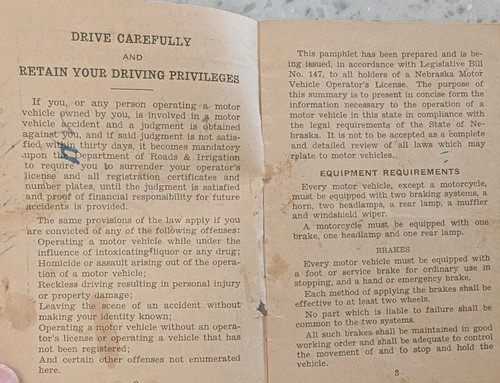 DRIVE CAREFULLY
AND
RETAIN YOUR DRIVING PRIVILEGES
If you, or any person operating a motor
vehicle owned by you, is involved in a motor
vehicle accident and a judgment is obtained
against you, and if said judgment is not satis-
fied within thirty days, it becomes mandatory
upon the Department of Roads & Irrigation
to require you to surrender your operator's
license and all registration certificates and
number plates, until the judgment is satisfied
and proof of financial responsibility for future
accidents is provided.
The same provisions of the law apply if you
are convicted of any of the following offenses:
Operating a motor vehicle while under the
influence of intoxicating liquor or any drug;
Homicide or assault arising out of the opera-
tion of a motor vehicle;
Reckless driving resulting in personal injury
or property damage;
Leaving the scene of an accident without
making your identity known;
Operating a motor vehicle without an opera-
tor's license or operating a vehicle that has
not been registered;
And certain other offenses not enumerated
here.
This pamphlet has been prepared and is be-
ing issued, in accordance with Legislative Bill
No. 147, to all holders of a Nebraska Motor
Vehicle Operator's License. The purpose of
this summary is to present in concise form the
information necessary to the operation of a
motor vehicle in this state in compliance with
the legal requirements of the State of Ne-
braska. It is not to be accepted as a complete
and detailed review of all laws which may
relate to motor vehicles.
EQUIPMENT REQUIREMENTS
Every motor vehicle, except a motorcycle,
must be equipped with two braking systems, a
horn, two headlamps, a rear lamp, a muffler
and windshield wiper.
A motorcycle must be equipped with one
brake, one headlamp and one rear lamp.
BRAKES
Every motor vehicle must be equipped with
a foot or service brake for ordinary use in
stopping, and a hand or emergency brake.
Each method of applying the brakes shall be
effective to at least two wheels.
No part which is liable to failure shall be
common to the two systems.
All such brakes shall be maintained in good
working order and shall be adequate to control
the movement of and to stop and hold the
vehicle.
3